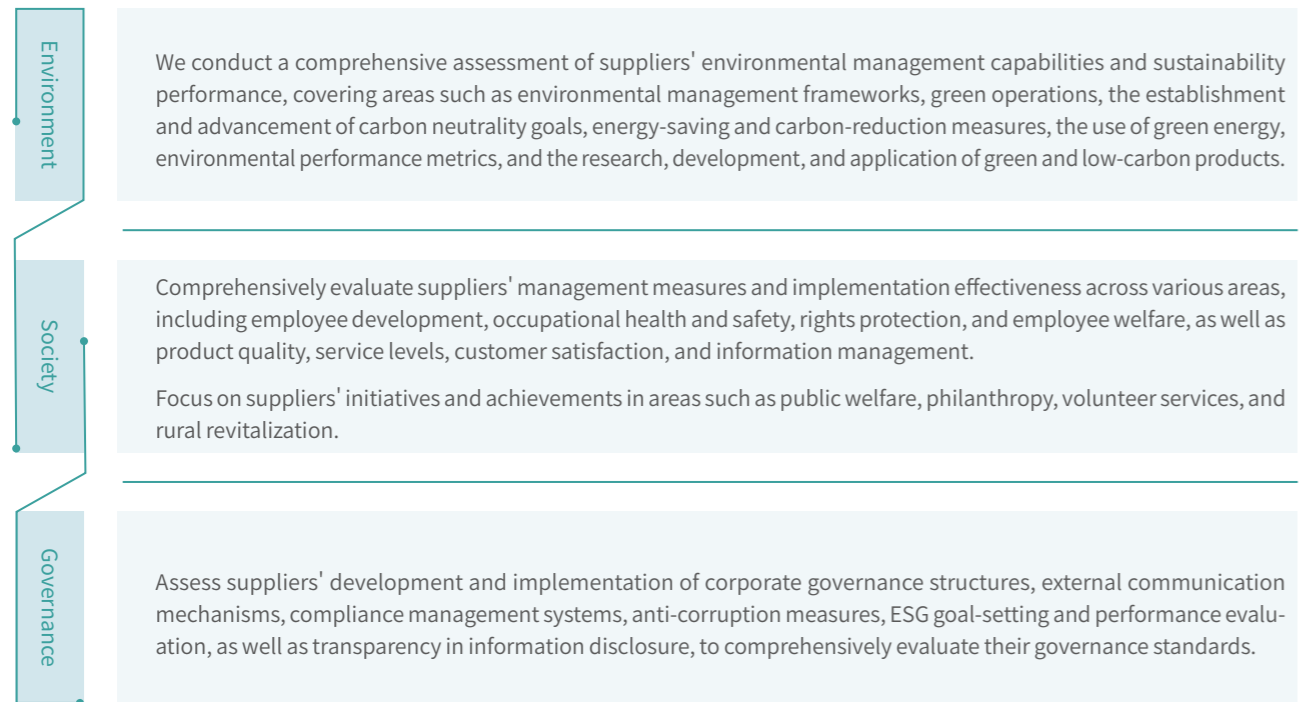 Environment
We conduct a comprehensive assessment of suppliers' environmental management capabilities and sustainability
performance, covering areas such as environmental management frameworks, green operations, the establishment
and advancement of carbon neutrality goals, energy-saving and carbon-reduction measures, the use of green energy,
environmental performance metrics, and the research, development, and application of green and low-carbon products.
Society
Comprehensively evaluate suppliers' management measures and implementation effectiveness across various areas,
including employee development, occupational health and safety, rights protection, and employee welfare, as well as
product quality, service levels, customer satisfaction, and information management.
Focus on suppliers' initiatives and achievements in areas such as public welfare, philanthropy, volunteer services, and
rural revitalization.
Governance
Assess suppliers' development and implementation of corporate governance structures, external communication
mechanisms, compliance management systems, anti-corruption measures, ESG goal-setting and performance evalu-
ation, as well as transparency in information disclosure, to comprehensively evaluate their governance standards.